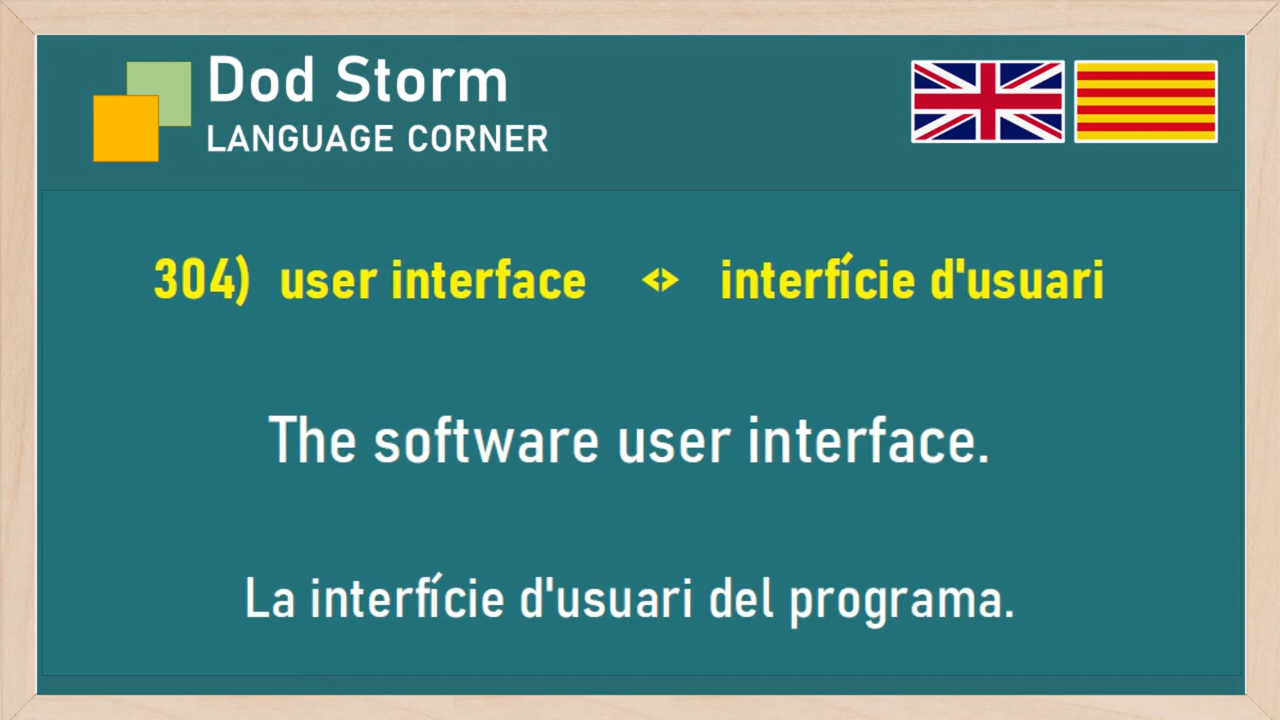 Dod Storm
LANGUAGE CORNER
304) user interface <> interfície d'usuari
The software user interface.
La interfície d'usuari del programa.